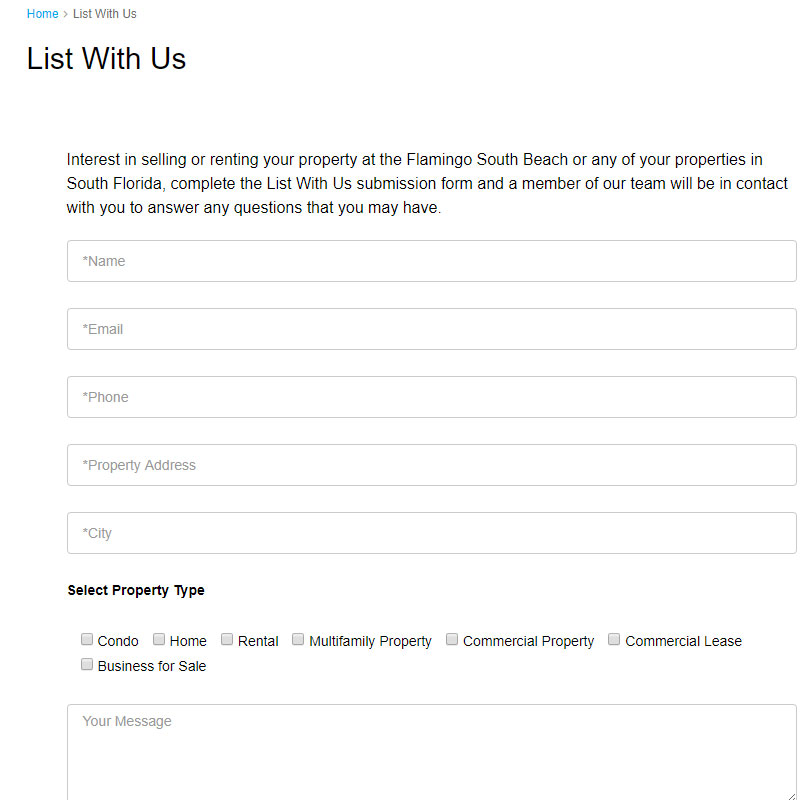 Home > List With Us
List With Us
Interest in selling or renting your property at the Flamingo South Beach or any of your properties in
South Florida, complete the List With Us submission form and a member of our team will be in contact
with you to answer any questions that you may have.
*Name
*Email
*Phone
*Property Address
*City
Select Property Type
Condo Home Rental Multifamily Property Commercial Property Commercial Lease
Business for Sale
Your Message